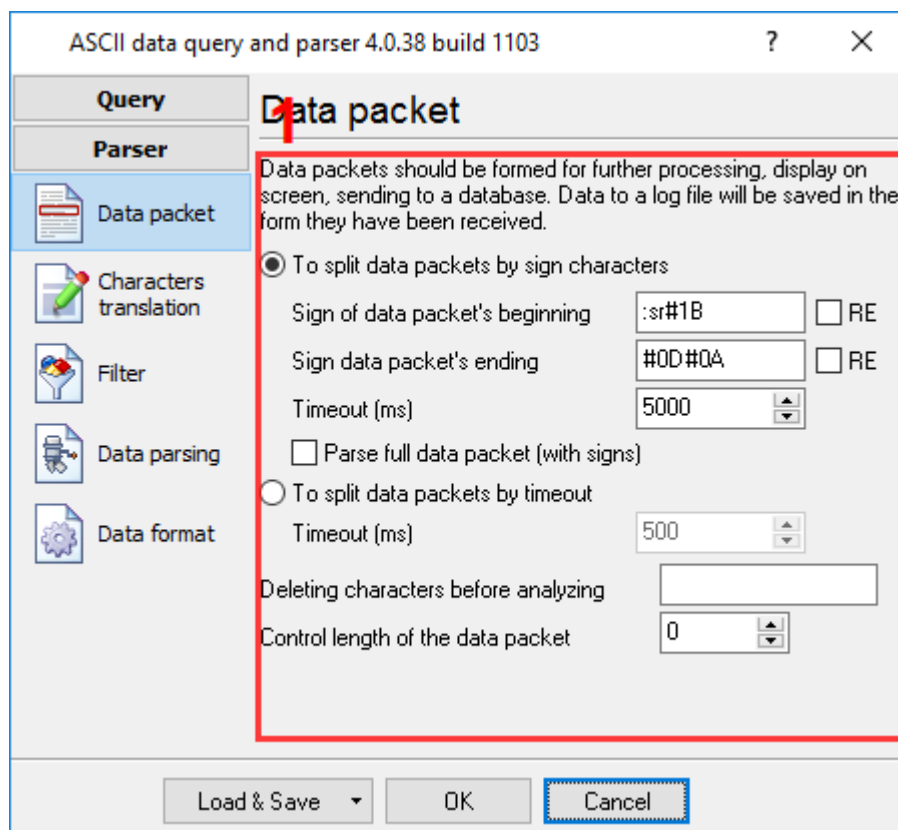 ASCII data query and parser 4.0.38 build 1103
?
Query
Parser
Data packet
Characters
translation
Filter
Data parsing
Data format
Data packet
1
Data packets should be formed for further processing, display on
screen, sending to a database. Data to a log file will be saved in the
form they have been received.
To split data packets by sign characters
Sign of data packet's beginning :sr#1B RE
Sign data packet's ending #0D#0A RE
Timeout (ms) 5000
Parse full data packet (with signs)
To split data packets by timeout
Timeout (ms) 500
Deleting characters before analyzing
Control length of the data packet 0
Load & Save OK Cancel